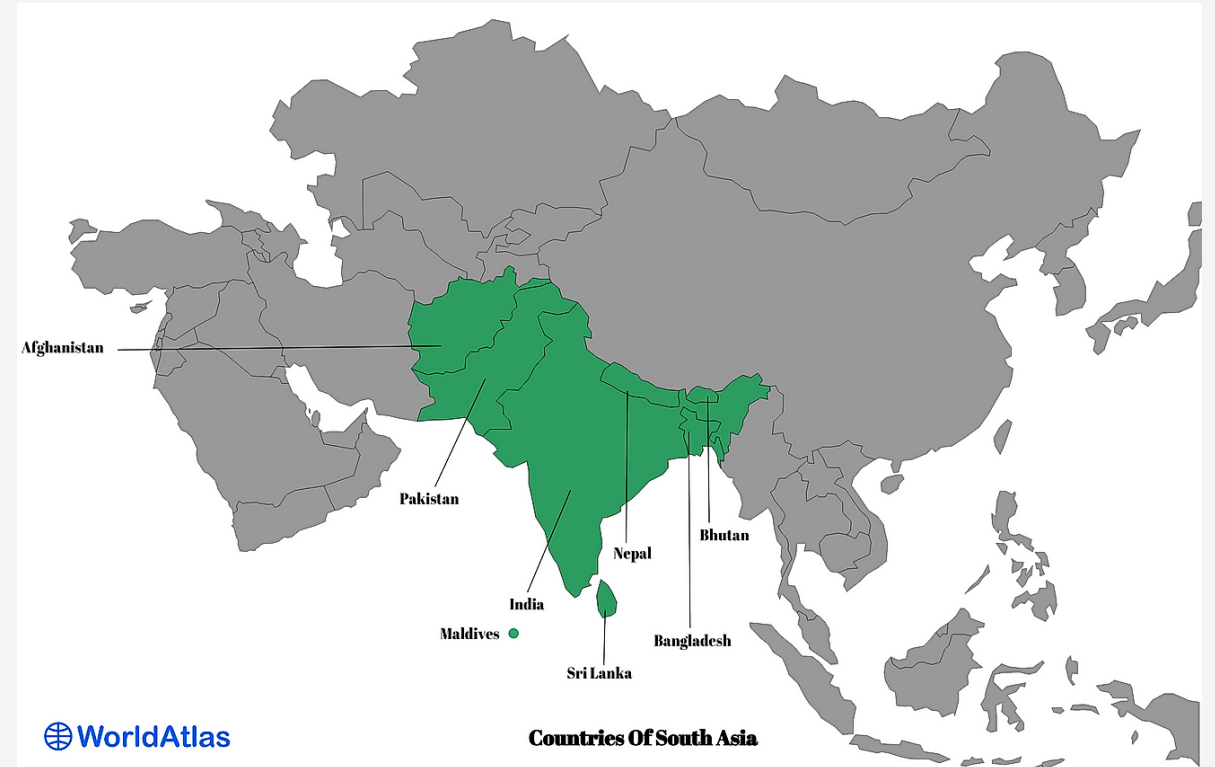 Afghanistan
Pakistan
Bhutan
Nepal
India
Maldives
Bangladesh
Sri Lanka
WorldAtlas
Countries Of South Asia